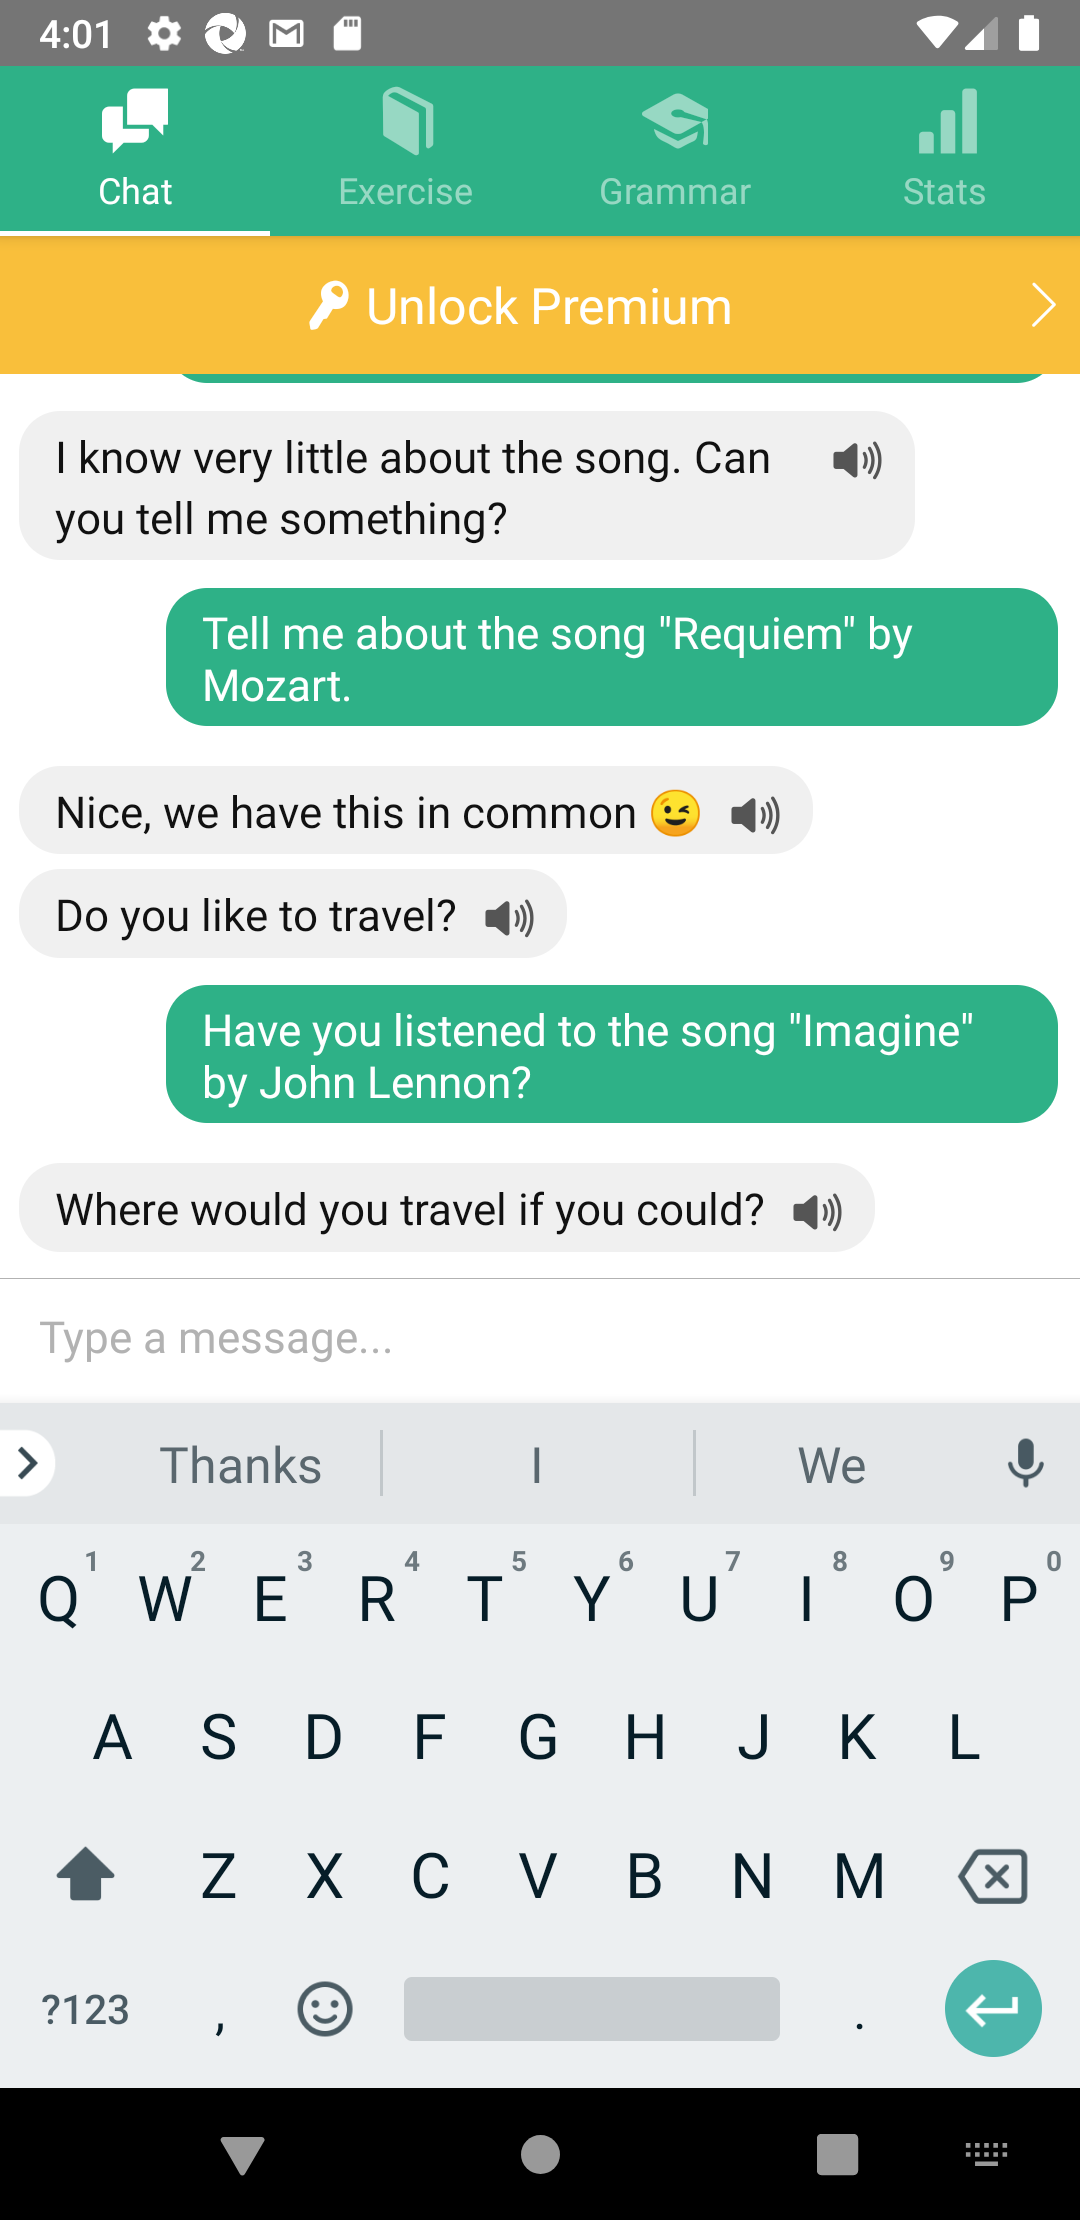 4:01
Chat
Exercise
Grammar
Stats
Unlock Premium
I know very little about the song. Can
you tell me something?
Tell me about the song "Requiem" by
Mozart.
Nice, we have this in common 😉
Do you like to travel?
Have you listened to the song "Imagine"
by John Lennon?
Where would you travel if you could?
Type a message...
Thanks
I
We
Q 1 W 2 E 3 R 4 T 5 Y 6 U 7 I 8 O 9 P 0
A S D F G H J K L
Z X C V B N M
?123 , .